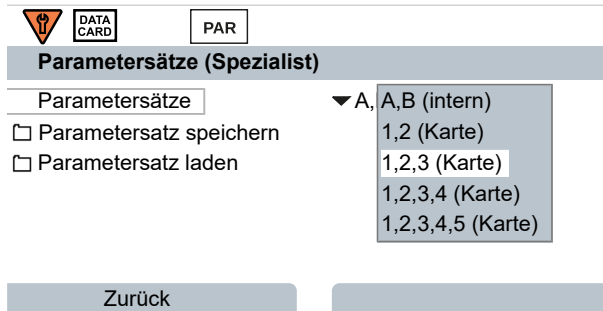 DATA
CARD
PAR
Parametersätze (Spezialist)
Parametersätze
A,
A,B (intern)
Parametersatz speichern
1,2 (Karte)
Parametersatz laden
1,2,3 (Karte)
1,2,3,4 (Karte)
1,2,3,4,5 (Karte)
Zurück